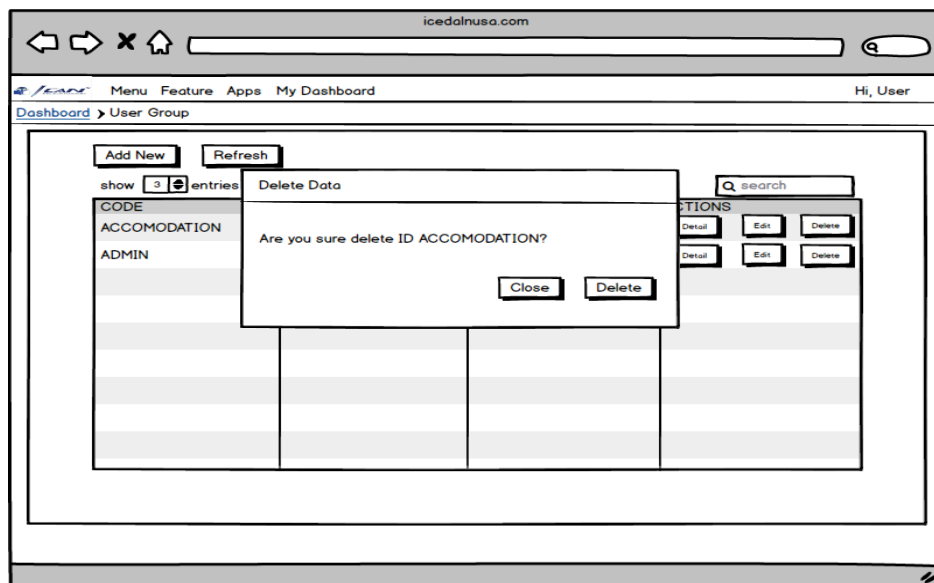 icedalnusa.com
Menu Feature Apps My Dashboard Hi, User
Dashboard > User Group
Add New Refresh
show 3 entries search
Delete Data
CODE CTIONS
ACCOMODATION Detail Edit Delete
Are you sure delete ID ACCOMODATION?
ADMIN Detail Edit Delete
Close Delete